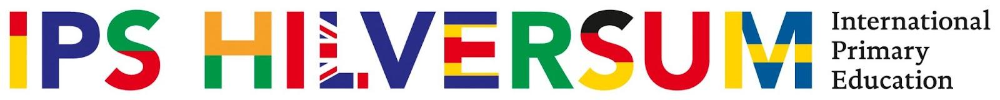 IPS HILVERSUM
International
Primary
Education